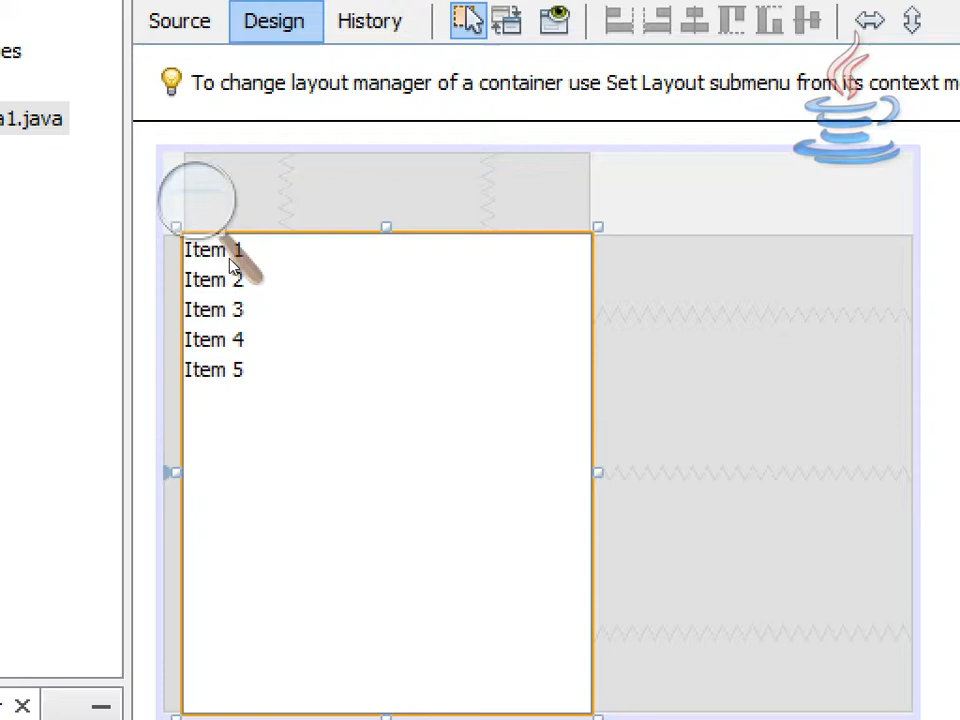 Source Design History
es
To change layout manager of a container use Set Layout submenu from its context m
a1.java
Item 1
Item 2
Item 3
Item 4
Item 5